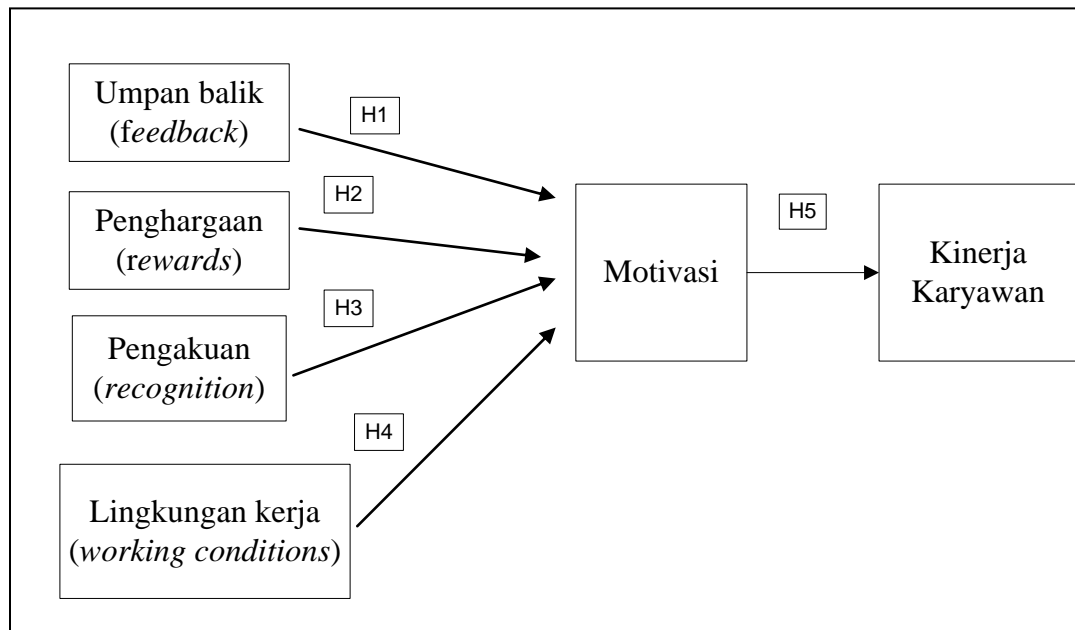 Umpan balik
(feedback)
H1
Penghargaan
(rewards)
H2
Pengakuan
(recognition)
H3
Lingkungan kerja
(working conditions)
H4
Motivasi
H5
Kinerja
Karyawan